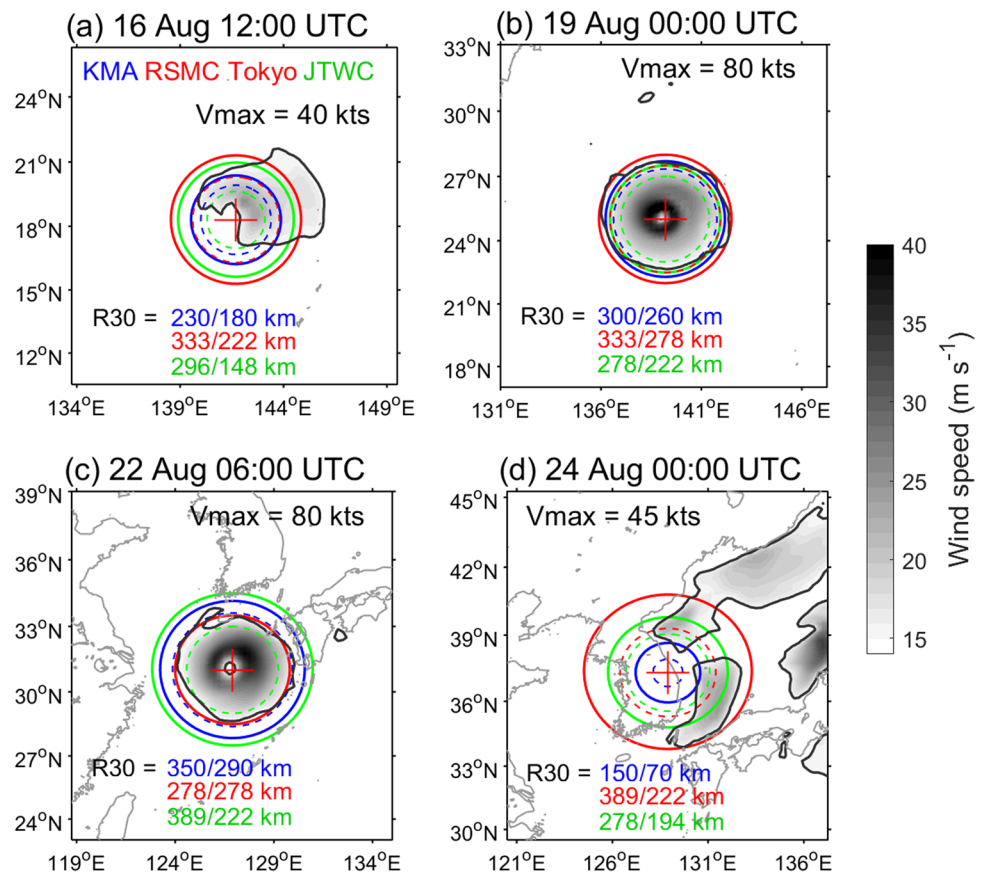 (a) 16 Aug 12:00 UTC
KMA RSMC Tokyo JTWC
Vmax = 40 kts
24°N
21°N
18°N
15°N
12°N
R30 = 230/180 km
333/222 km
296/148 km
134°E 139°E 144°E 149°E
(b) 19 Aug 00:00 UTC
Vmax = 80 kts
33°N
30°N
27°N
24°N
21°N
18°N
R30 = 300/260 km
333/278 km
278/222 km
131°E 136°E 141°E 146°E
(c) 22 Aug 06:00 UTC
Vmax = 80 kts
39°N
36°N
33°N
30°N
27°N
24°N
R30 = 350/290 km
278/278 km
389/222 km
119°E 124°E 129°E 134°E
(d) 24 Aug 00:00 UTC
Vmax = 45 kts
45°N
42°N
39°N
36°N
33°N
30°N
R30 = 150/70 km
389/222 km
278/194 km
121°E 126°E 131°E 136°E
40
35
30
25
20
15
Wind speed (m s⁻¹)